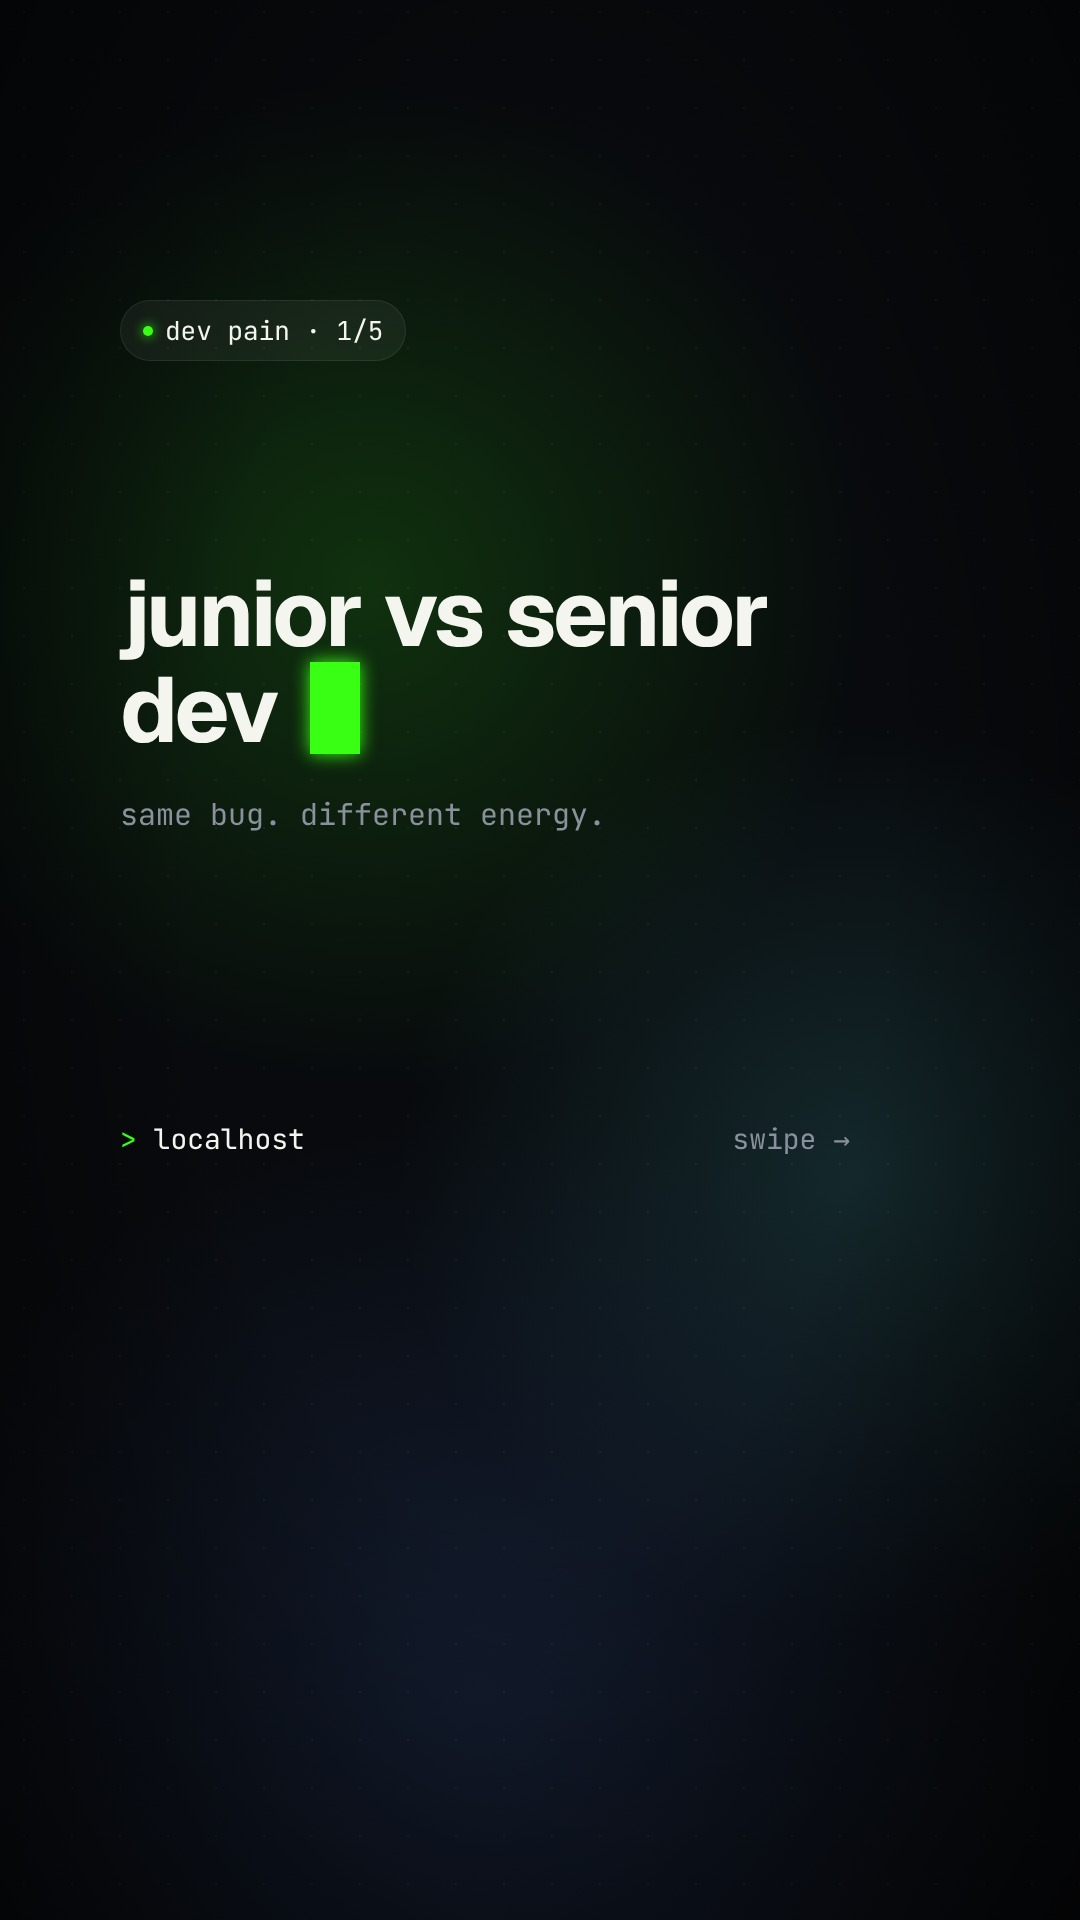 dev pain · 1/5
junior vs senior
dev
same bug. different energy.
> localhost
swipe →